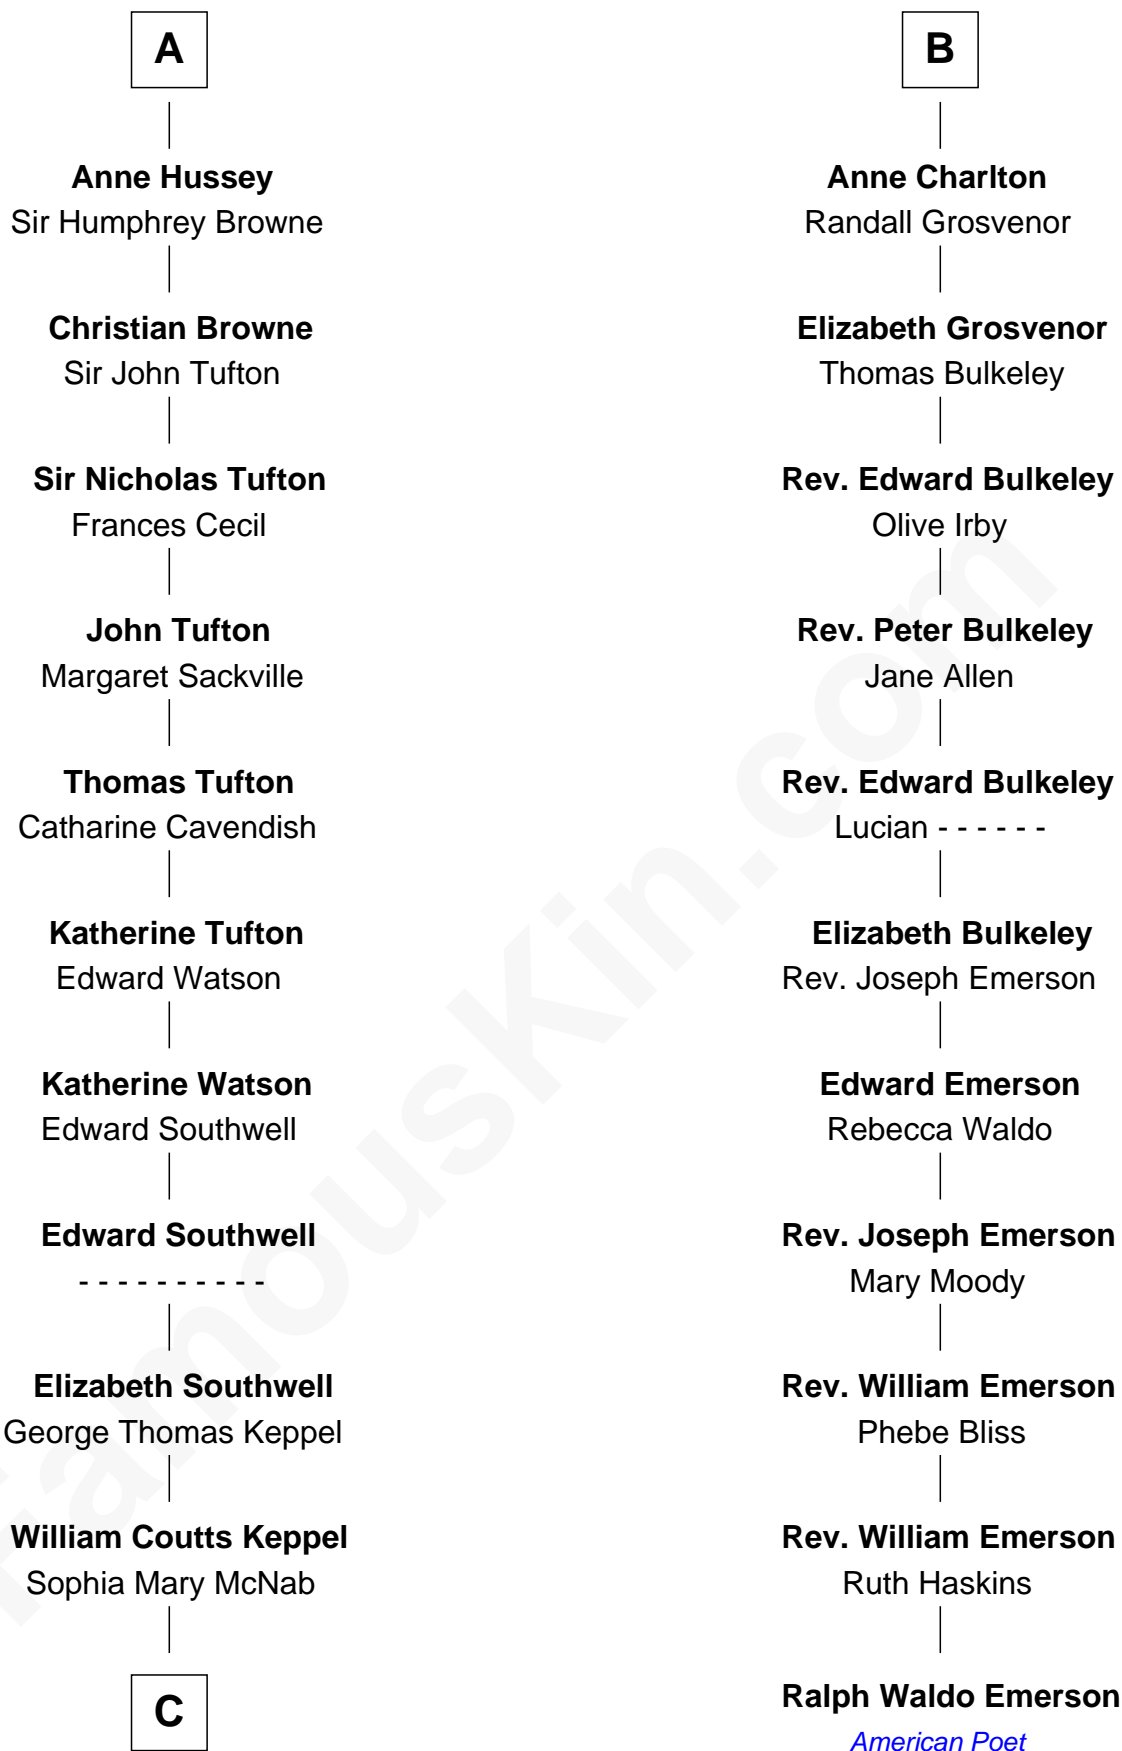 A
Anne Hussey
Sir Humphrey Browne
Christian Browne
Sir John Tufton
Sir Nicholas Tufton
Frances Cecil
John Tufton
Margaret Sackville
Thomas Tufton
Catharine Cavendish
Katherine Tufton
Edward Watson
Katherine Watson
Edward Southwell
Edward Southwell
- - - - - - - - - -
Elizabeth Southwell
George Thomas Keppel
William Coutts Keppel
Sophia Mary McNab
C
B
Anne Charlton
Randall Grosvenor
Elizabeth Grosvenor
Thomas Bulkeley
Rev. Edward Bulkeley
Olive Irby
Rev. Peter Bulkeley
Jane Allen
Rev. Edward Bulkeley
Lucian - - - - - -
Elizabeth Bulkeley
Rev. Joseph Emerson
Edward Emerson
Rebecca Waldo
Rev. Joseph Emerson
Mary Moody
Rev. William Emerson
Phebe Bliss
Rev. William Emerson
Ruth Haskins
Ralph Waldo Emerson
American Poet
FamousKin.com